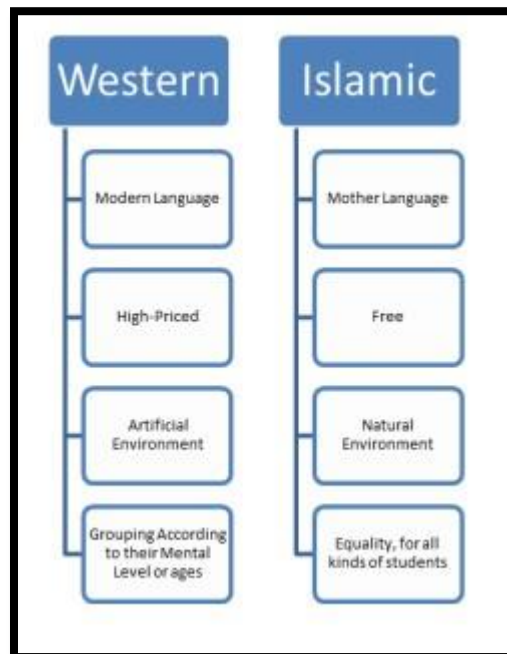 Western
Modern Language
High-Priced
Artificial
Environment
Grouping According
to their Mental
Level or ages
Islamic
Mother Language
Free
Natural
Environment
Equality, for all
kinds of students